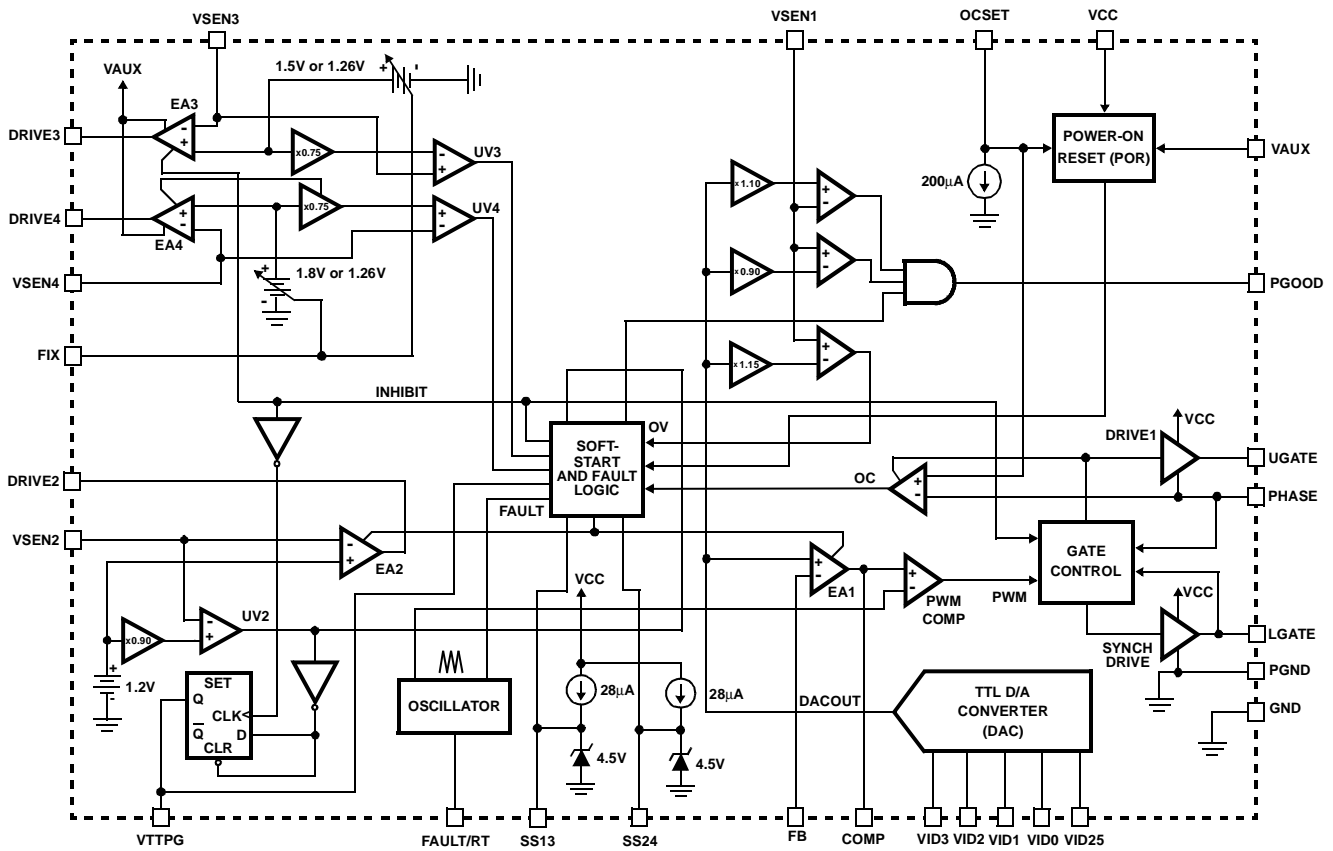 VSEN3
VSEN1
OCSET
VCC
VAUX
1.5V or 1.26V
+
-
EA3
-
+
DRIVE3
x0.75
-
+
UV3
POWER-ON
RESET (POR)
VAUX
200µA
x1.10
+
-
DRIVE4
+
-
EA4
x0.75
+
-
UV4
VSEN4
1.8V or 1.26V
+
-
x0.90
+
-
PGOOD
FIX
x1.15
+
-
INHIBIT
OV
SOFT-
START
AND FAULT
LOGIC
DRIVE1
VCC
UGATE
OC
+
-
PHASE
DRIVE2
FAULT
VSEN2
-
+
EA2
GATE
CONTROL
+
-
EA1
+
-
PWM
COMP
PWM
VCC
VCC
UV2
-
+
x0.90
LGATE
SYNCH
DRIVE
+
-
1.2V
PGND
SET
Q
CLK
Q
D
CLR
OSCILLATOR
28µA
28µA
DACOUT
TTL D/A
CONVERTER
(DAC)
GND
4.5V
4.5V
VTTPG
FAULT/RT
SS13
SS24
FB
COMP
VID3
VID2
VID1
VID0
VID25